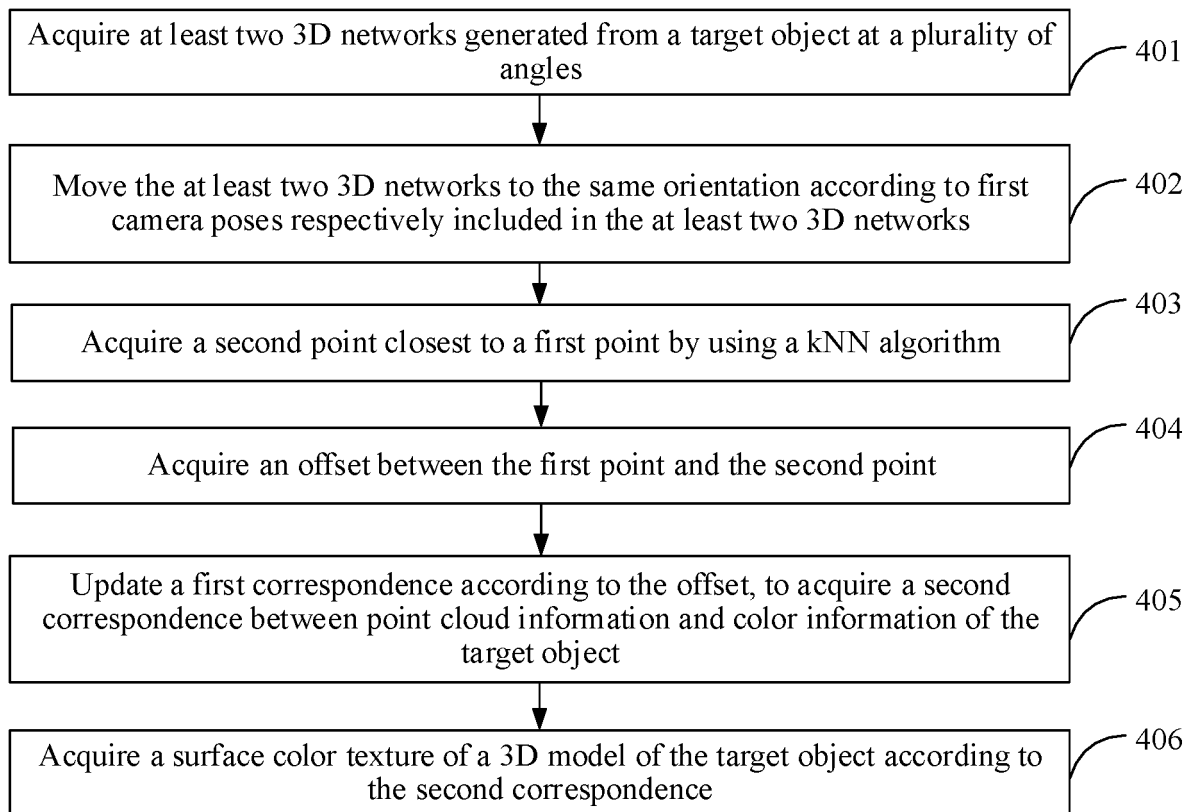 Acquire at least two 3D networks generated from a target object at a plurality of
angles
401
Move the at least two 3D networks to the same orientation according to first
camera poses respectively included in the at least two 3D networks
402
Acquire a second point closest to a first point by using a kNN algorithm
403
Acquire an offset between the first point and the second point
404
Update a first correspondence according to the offset, to acquire a second
correspondence between point cloud information and color information of the
target object
405
Acquire a surface color texture of a 3D model of the target object according to
the second correspondence
406